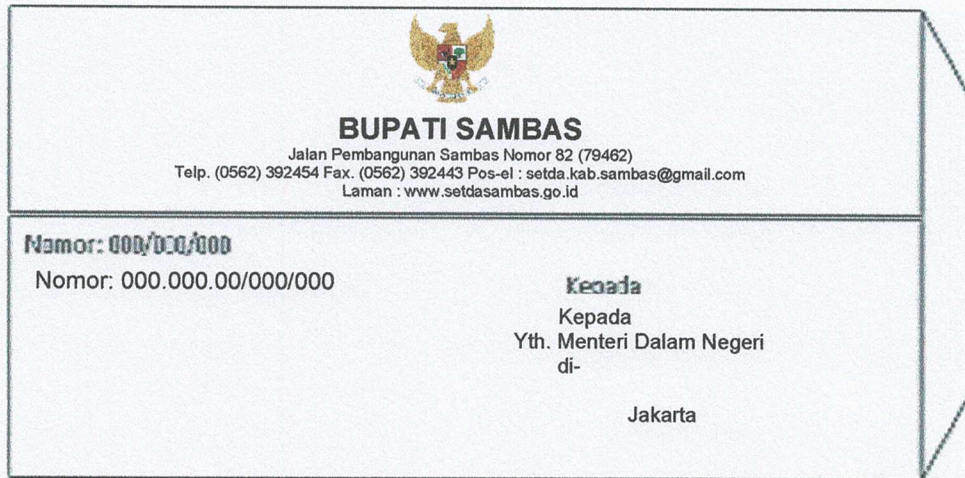 BUPATI SAMBAS
Jalan Pembangunan Sambas Nomor 82 (79462)
Telp. (0562) 392454 Fax. (0562) 392443 Pos-el : setda.kab.sambas@gmail.com
Laman : www.setdasambas.go.id
Nomor: 000/000/000
Nomor: 000.000.00/000/000
Kepada
Kepada
Yth. Menteri Dalam Negeri
di-
Jakarta